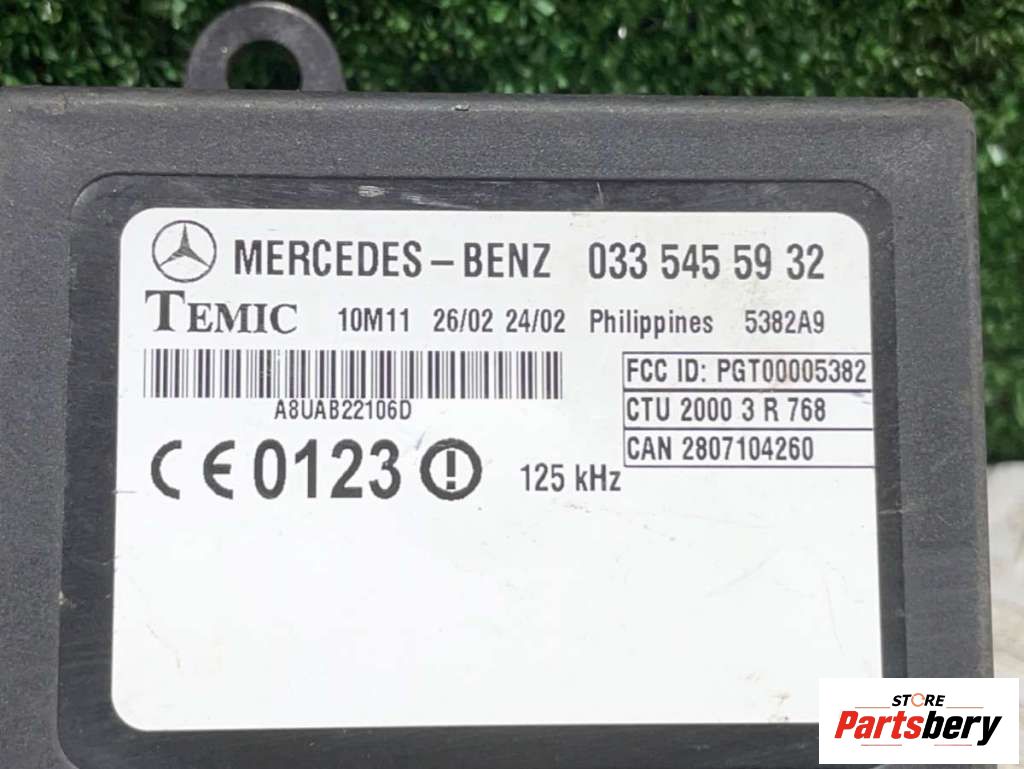 MERCEDES-BENZ 033 545 59 32
TEMIC 10M11 26/02 24/02 Philippines 5382A9
FCC ID: PGT00005382
A8UAB22106D
CTU 2000 3 R 768
CAN 2807104260
CE 0123 125 kHz
STORE
Partsbery